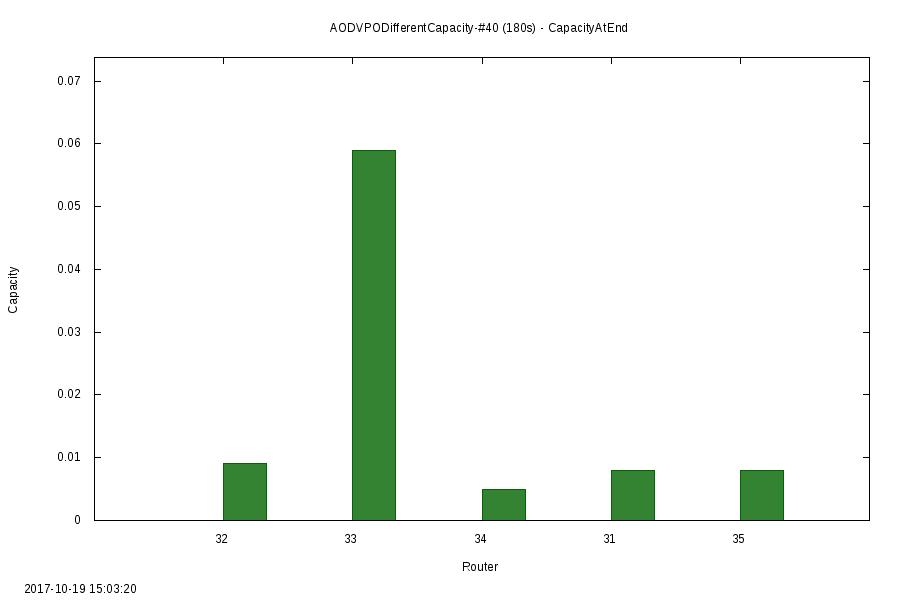 AODVPODifferentCapacity-#40 (180s) - CapacityAtEnd
0.07
0.06
0.05
0.04
0.03
0.02
0.01
0
Capacity
32 33 34 31 35
Router
2017-10-19 15:03:20